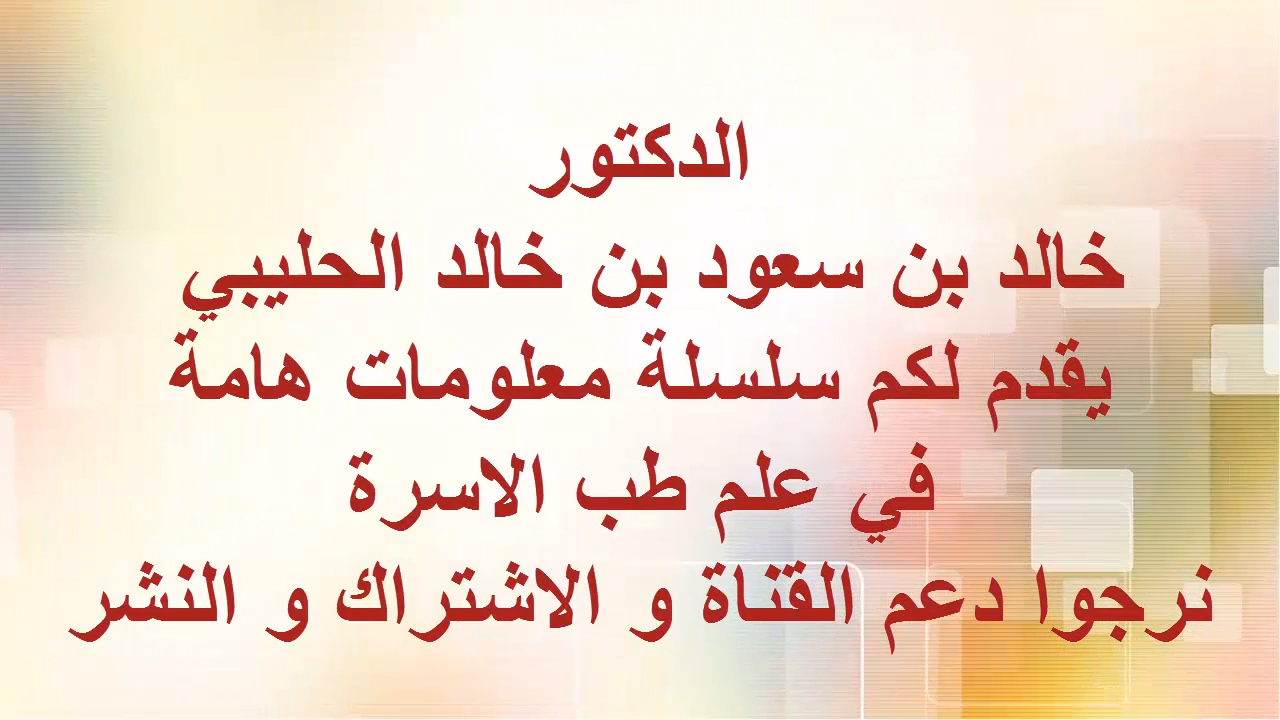 الدكتور
خالد بن سعود بن خالد الحليبي
يقدم لكم سلسلة معلومات هامة
في علم طب الاسرة
نرجوا دعم القناة و الاشتراك و النشر